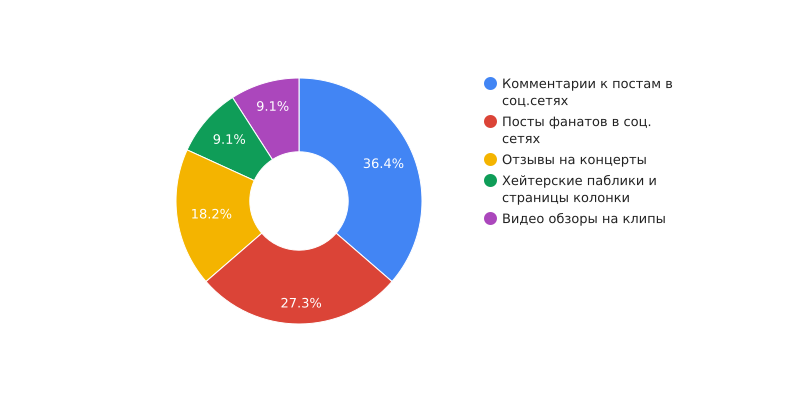 9.1%
9.1%
36.4%
18.2%
27.3%
Комментарии к постам в
соц.сетях
Посты фанатов в соц.
сетях
Отзывы на концерты
Хейтерские паблики и
страницы колонки
Видео обзоры на клипы